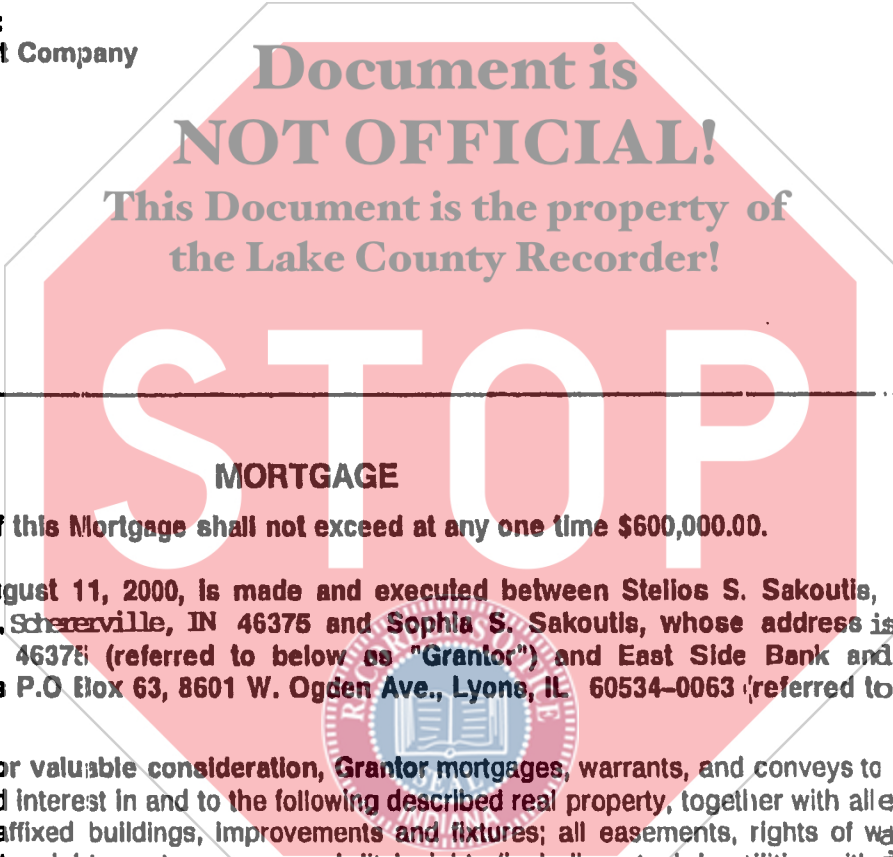 :
t Company
Document is
NOT OFFICIAL!
This Document is the property of
the Lake County Recorder!
STOP
MORTGAGE
f this Mortgage shall not exceed at any one time $600,000.00.
gust 11, 2000, is made and executed between Stelios S. Sakoutis,
, Schererville, IN 46375 and Sophia S. Sakoutis, whose address is
46375 (referred to below as "Grantor") and East Side Bank and
s P.O Box 63, 8601 W. Ogden Ave., Lyons, IL 60534-0063 (referred to
or valuable consideration, Grantor mortgages, warrants, and conveys to
d interest in and to the following described real property, together with all e
affixed buildings, improvements and fixtures; all easements, rights of wa
SEAL
INDIANA